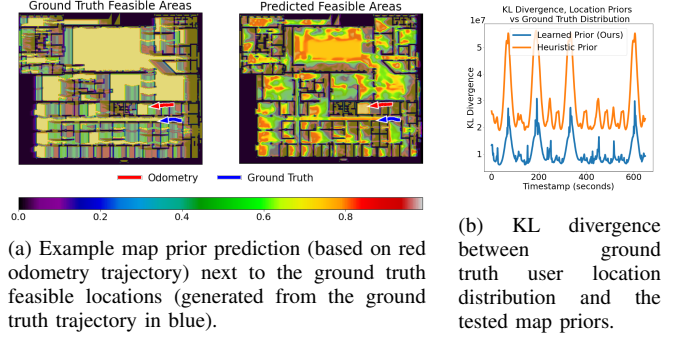 Ground Truth Feasible Areas
Predicted Feasible Areas
Odometry
Ground Truth
0.0 0.2 0.4 0.6 0.8
(a) Example map prior prediction (based on red
odometry trajectory) next to the ground truth
feasible locations (generated from the ground
truth trajectory in blue).
KL Divergence, Location Priors
vs Ground Truth Distribution
1e7
Learned Prior (Ours)
Heuristic Prior
KL Divergence
5
4
3
2
1
0 200 400 600
Timestamp (seconds)
(b) KL divergence
between ground
truth user location
distribution and the
tested map priors.